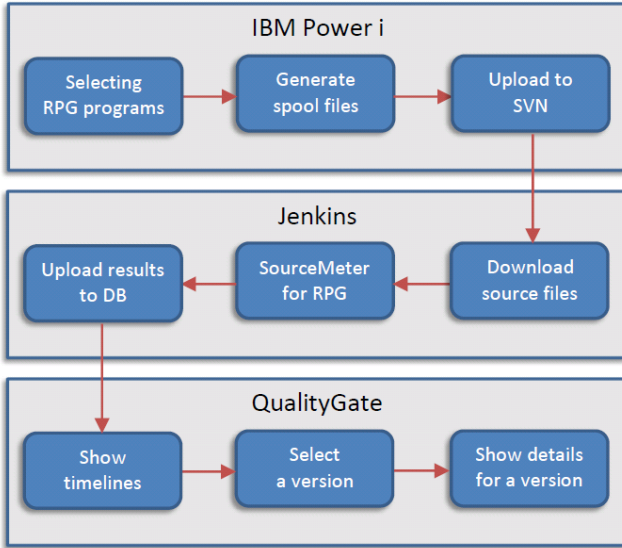 IBM Power i
Selecting
RPG programs
Generate
spool files
Upload to
SVN
Jenkins
Upload results
to DB
SourceMeter
for RPG
Download
source files
QualityGate
Show
timelines
Select
a version
Show details
for a version